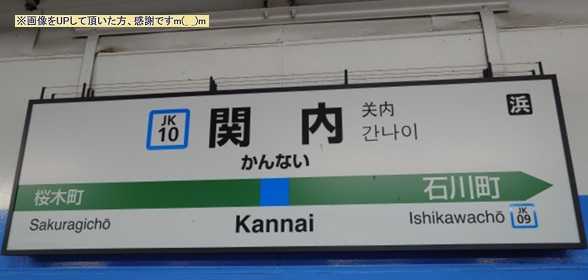 ※画像をUPして頂いた方、感謝ですm(_ _)m
JK
10
関内
关内
간나이
浜
かんない
桜木町
石川町
Sakuragichō
Kannai
Ishikawachō
JK
09